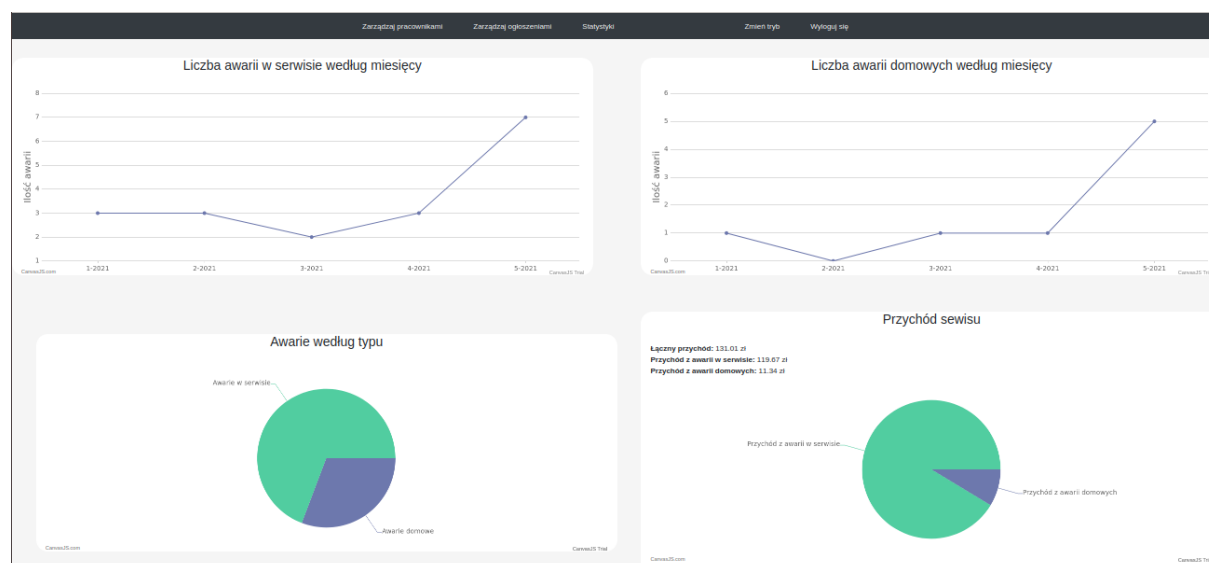 Zarządzaj pracownikami Zarządzaj ogłoszeniami Statystyki Zmień tryb Wyloguj się
Liczba awarii w serwisie według miesięcy
Ilość awarii
8
7
6
5
4
3
2
1
1-2021 2-2021 3-2021 4-2021 5-2021
CanvasJS.com CanvasJS Trial
Liczba awarii domowych według miesięcy
Ilość awarii
6
5
4
3
2
1
0
1-2021 2-2021 3-2021 4-2021 5-2021
CanvasJS.com CanvasJS Tri
Awarie według typu
Awarie w serwisie
Awarie domowe
CanvasJS.com CanvasJS Trial
Przychód sewisu
Łączny przychód: 131.01 zł
Przychód z awarii w serwisie: 119.67 zł
Przychód z awarii domowych: 11.34 zł
Przychód z awarii w serwisie
Przychód z awarii domowych
CanvasJS.com CanvasJS Tri